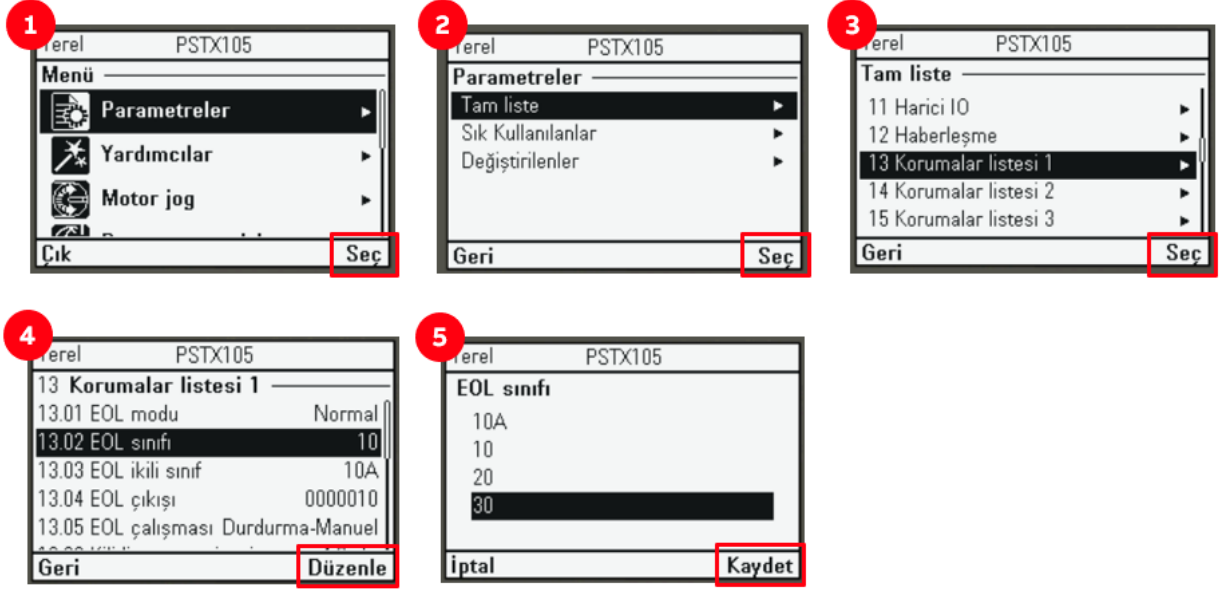 1
Yerel PSTX105
Menü
Parametreler
Yardımcılar
Motor jog
Çık Seç
2
Yerel PSTX105
Parametreler
Tam liste
Sık Kullanılanlar
Değiştirilenler
Geri Seç
3
Yerel PSTX105
Tam liste
11 Harici IO
12 Haberleşme
13 Korumalar listesi 1
14 Korumalar listesi 2
15 Korumalar listesi 3
Geri Seç
4
Yerel PSTX105
13 Korumalar listesi 1
13.01 EOL modu Normal
13.02 EOL sınıfı 10
13.03 EOL ikili sınıf 10A
13.04 EOL çıkışı 0000010
13.05 EOL çalışması Durdurma-Manuel
Geri Düzenle
5
Yerel PSTX105
EOL sınıfı
10A
10
20
30
İptal Kaydet